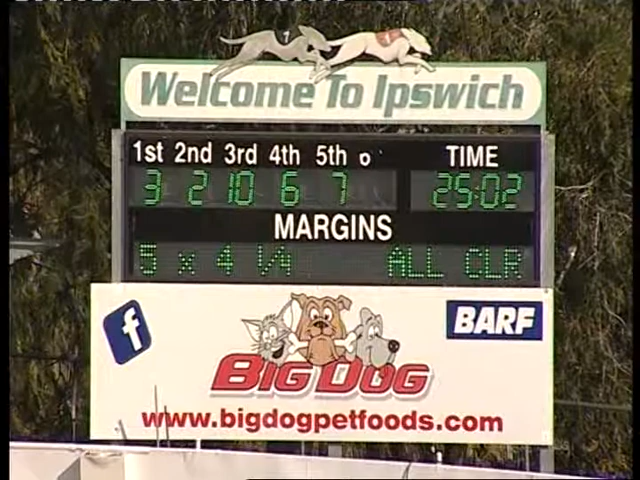 Welcome To Ipswich
1st 2nd 3rd 4th 5th o TIME
3 2 10 6 7 25:02
MARGINS
5 x 4 1/4 ALL CLR
f
BARF
BIG DOG
www.bigdogpetfoods.com